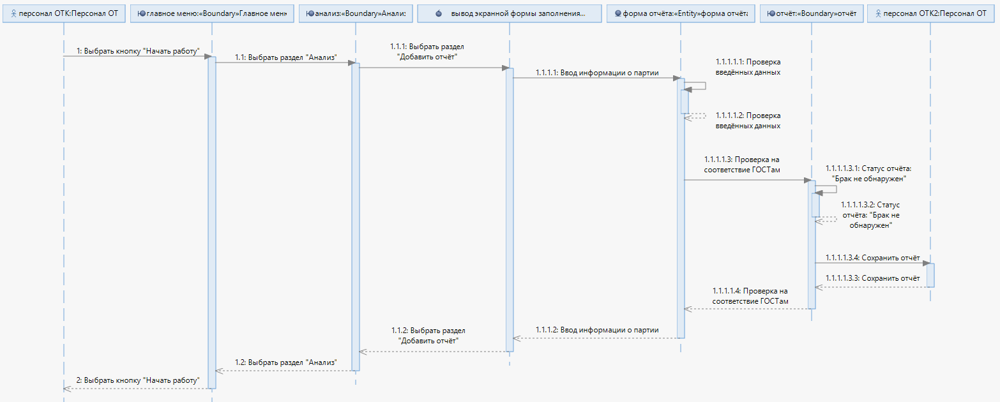 персонал ОТК:Персонал ОТ
главное меню:«Boundary»Главное меню
анализ:«Boundary»Анализ
вывод экранной формы заполнения...
форма отчёта:«Entity»форма отчёта
отчёт:«Boundary»отчёт
персонал ОТК2:Персонал ОТ
1: Выбрать кнопку "Начать работу"
1.1: Выбрать раздел "Анализ"
1.1.1: Выбрать раздел
"Добавить отчёт"
1.1.1.1: Ввод информации о партии
1.1.1.1.1: Проверка
введённых данных
1.1.1.1.2: Проверка
введённых данных
1.1.1.1.3: Проверка на
соответствие ГОСТам
1.1.1.1.3.1: Статус отчёта:
"Брак не обнаружен"
1.1.1.1.3.2: Статус
отчёта: "Брак не
обнаружен"
1.1.1.1.3.4: Сохранить отчёт
1.1.1.1.3.3: Сохранить отчёт
1.1.1.1.4: Проверка на
соответствие ГОСТам
1.1.1.2: Ввод информации о партии
1.1.2: Выбрать раздел
"Добавить отчёт"
1.2: Выбрать раздел "Анализ"
2: Выбрать кнопку "Начать работу"